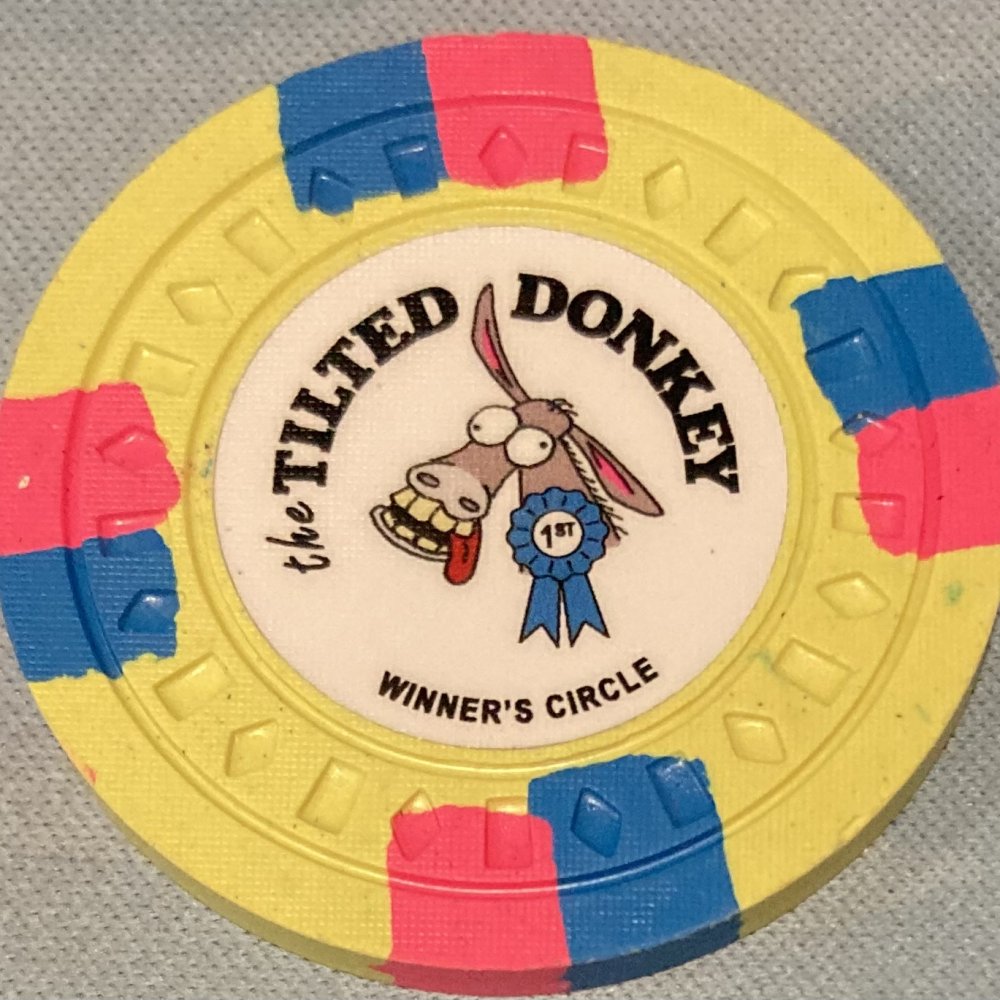 the TILTED DONKEY
1ST
WINNER'S CIRCLE